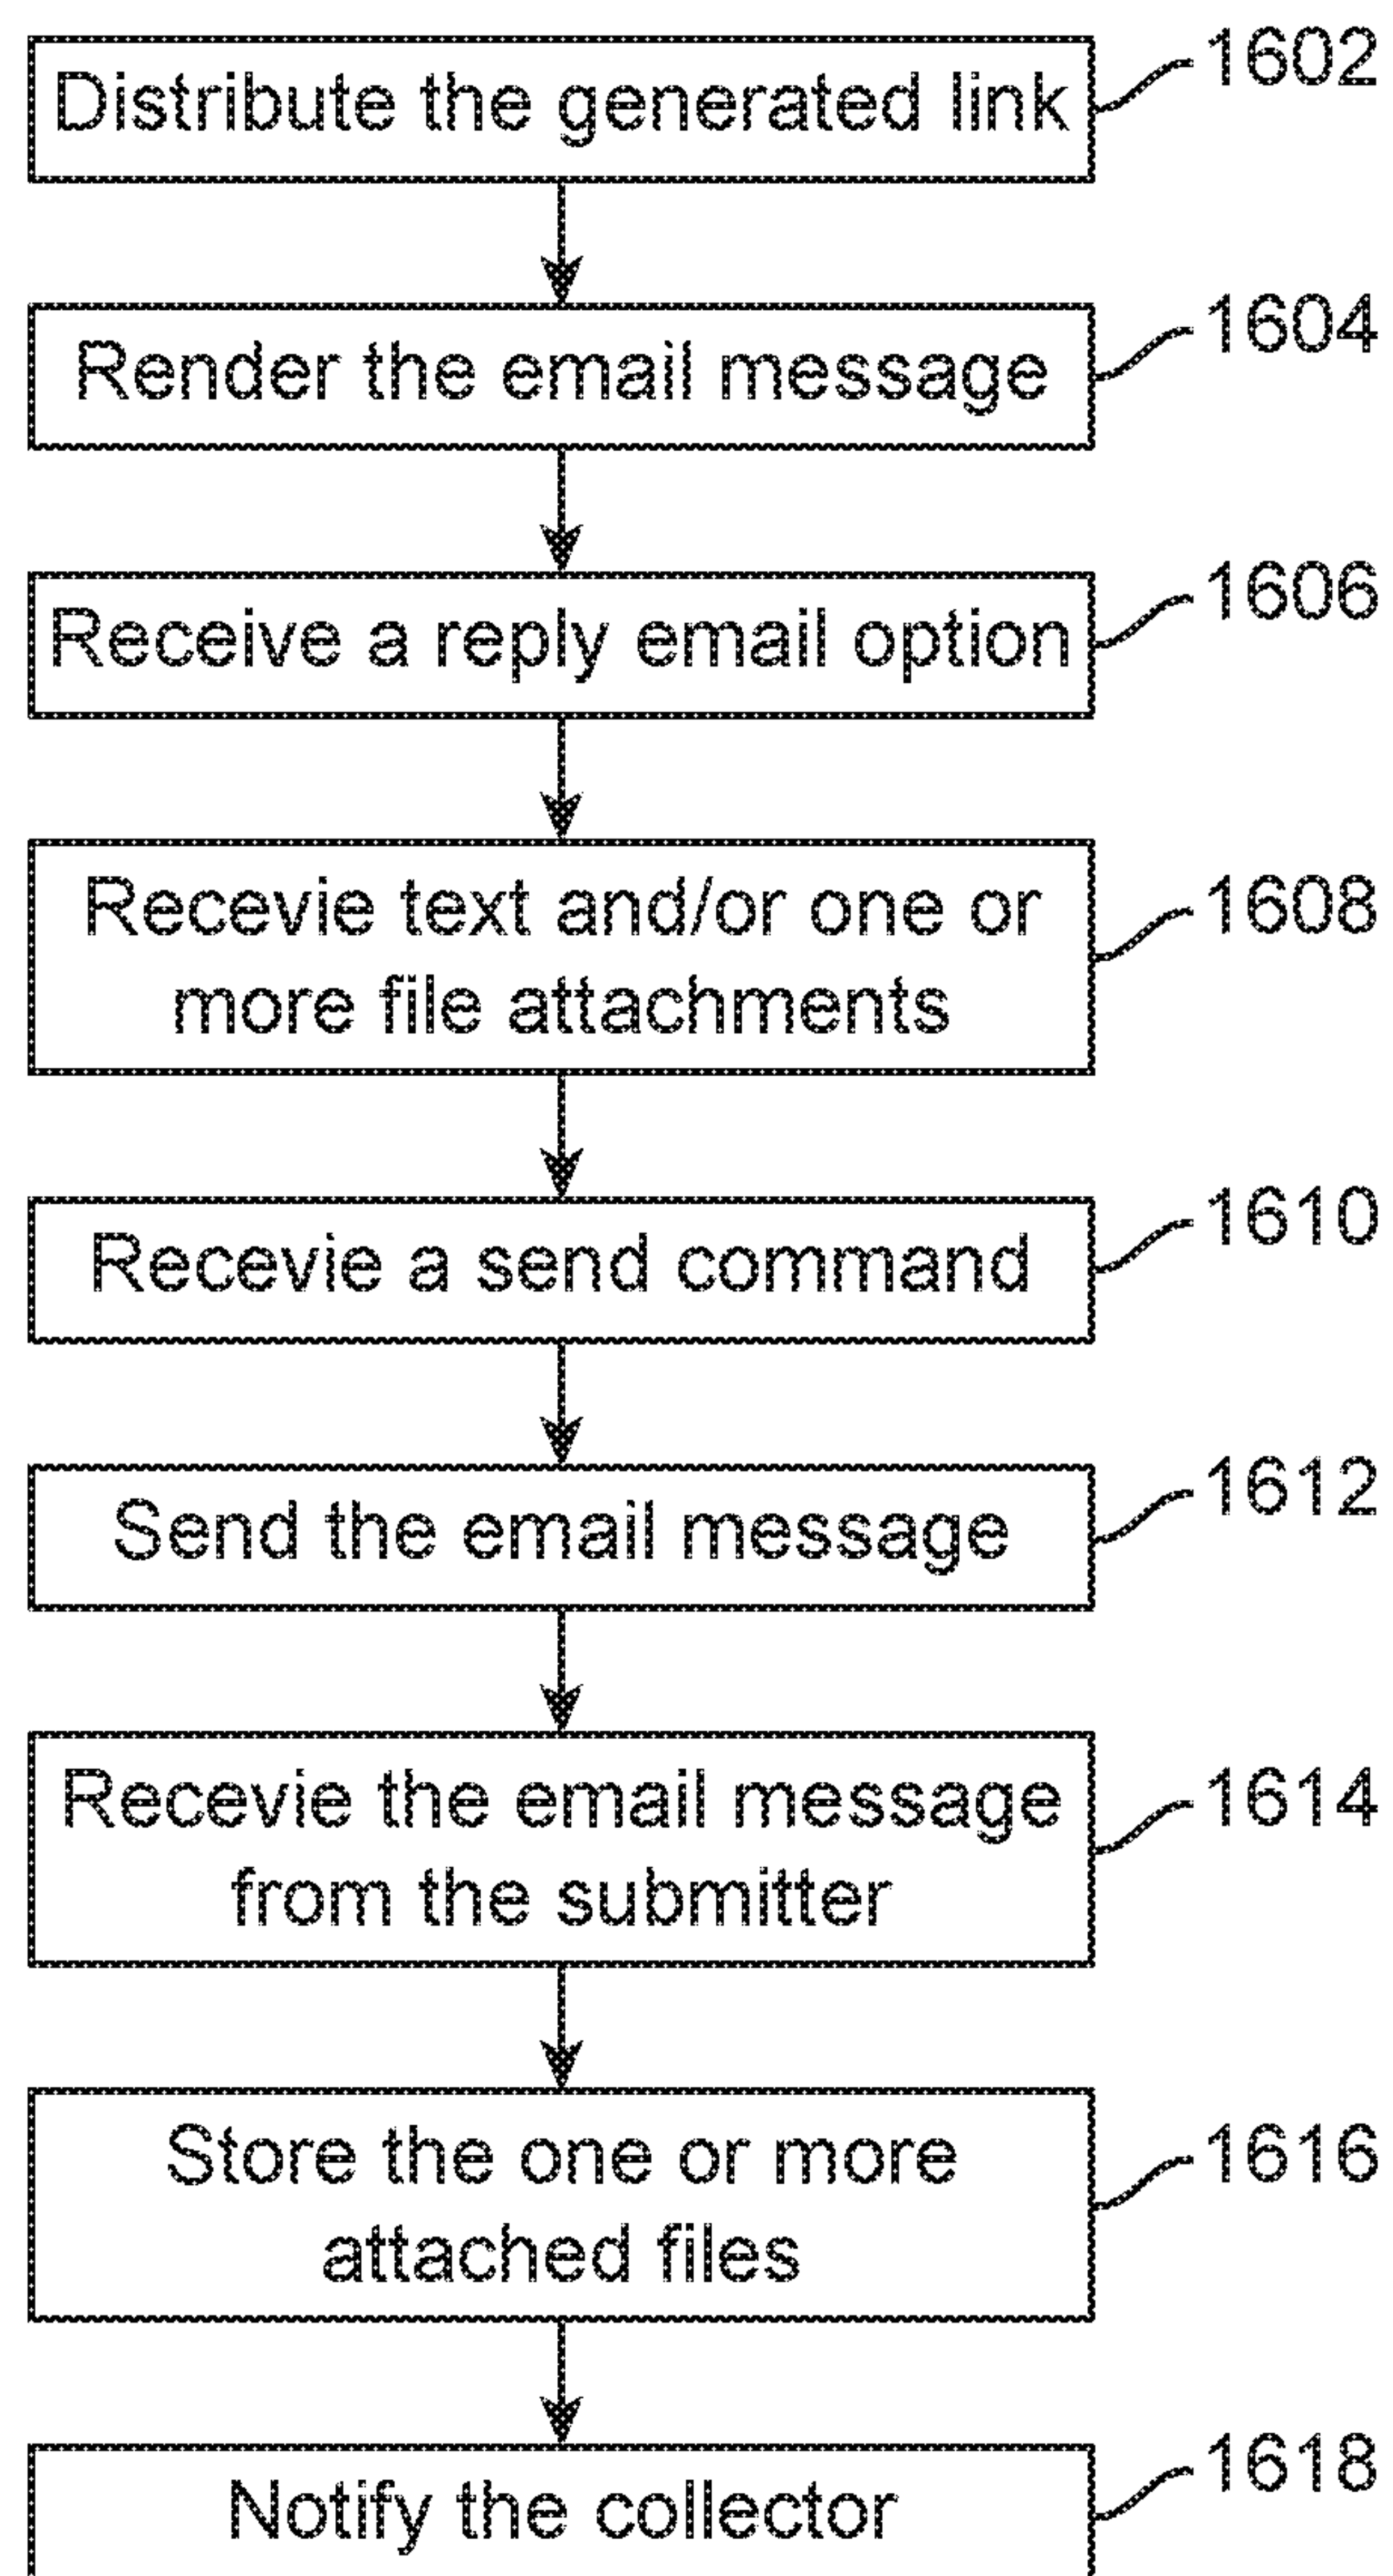 Distribute the generated link
1602
Render the email message
1604
Receive a reply email option
1606
Recevie text and/or one or
more file attachments
1608
Recevie a send command
1610
Send the email message
1612
Recevie the email message
from the submitter
1614
Store the one or more
attached files
1616
Notify the collector
1618